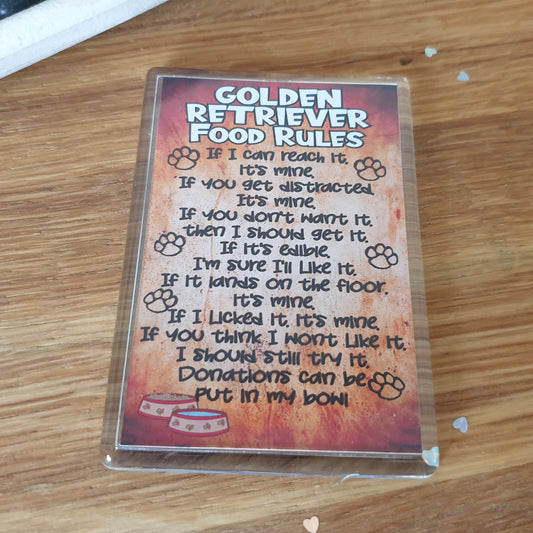 GOLDEN
RETRIEVER
FOOD RULES
If I can reach it.
It's mine.
If you get distracted.
It's mine.
If you don't want it.
then I should get it.
If it's edible.
I'm sure I'll like it.
If it lands on the floor.
It's mine.
If I licked it. It's mine.
If you think I wont like it.
I should still try it.
Donations can be
put in my bowl